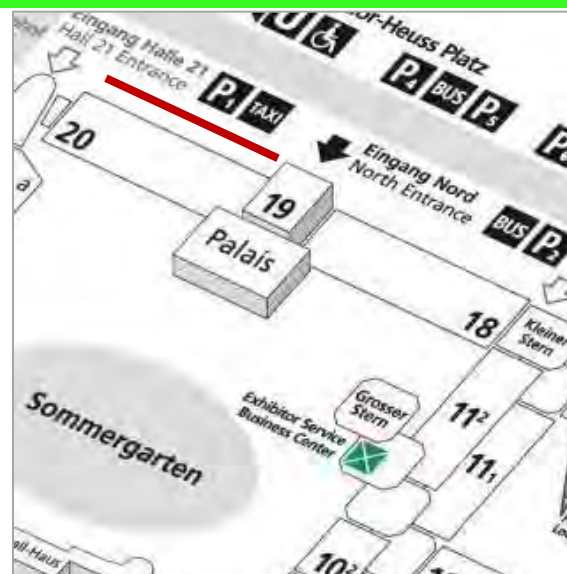 Eingang Halle 21
Hall 21 Entrance
P1 TAXI
U
or-Heuss Platz
P4 BUS P5
Eingang Nord
North Entrance
BUS P2
20
19
Palais
a
18
Kleiner
Stern
Grosser
Stern
Exhibitor Service
Business Center
11²
11₁
Sommergarten
10²